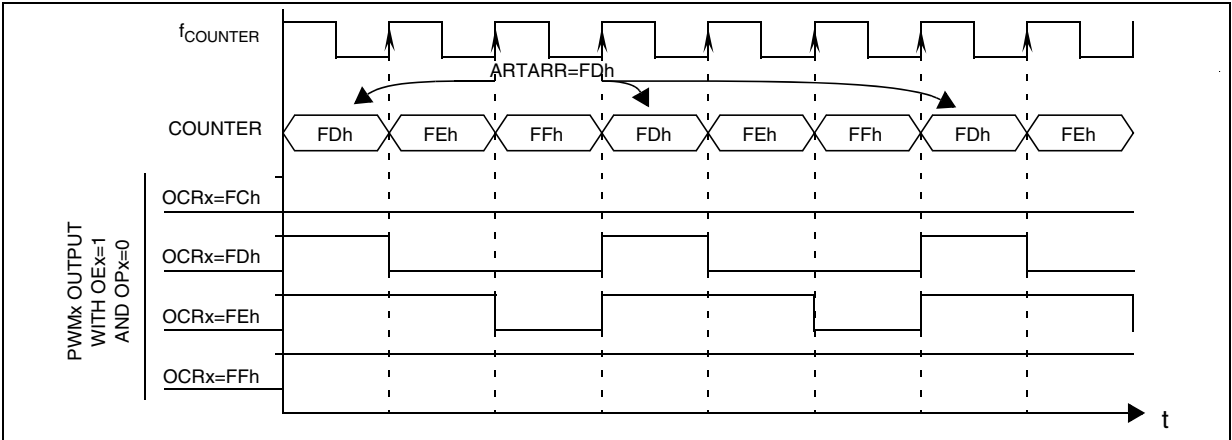 fCOUNTER
ARTARR=FDh
COUNTER
FDh FEh FFh FDh FEh FFh FDh FEh
PWMx OUTPUT
WITH OEx=1
AND OPx=0
OCRx=FCh
OCRx=FDh
OCRx=FEh
OCRx=FFh
t